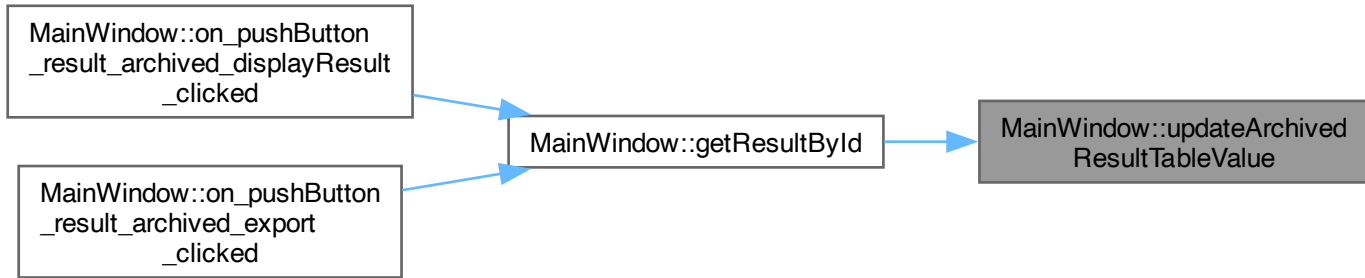 MainWindow::on_pushButton
_result_archived_displayResult
_clicked
MainWindow::getResultById
MainWindow::updateArchived
ResultTableValue
MainWindow::on_pushButton
_result_archived_export
_clicked